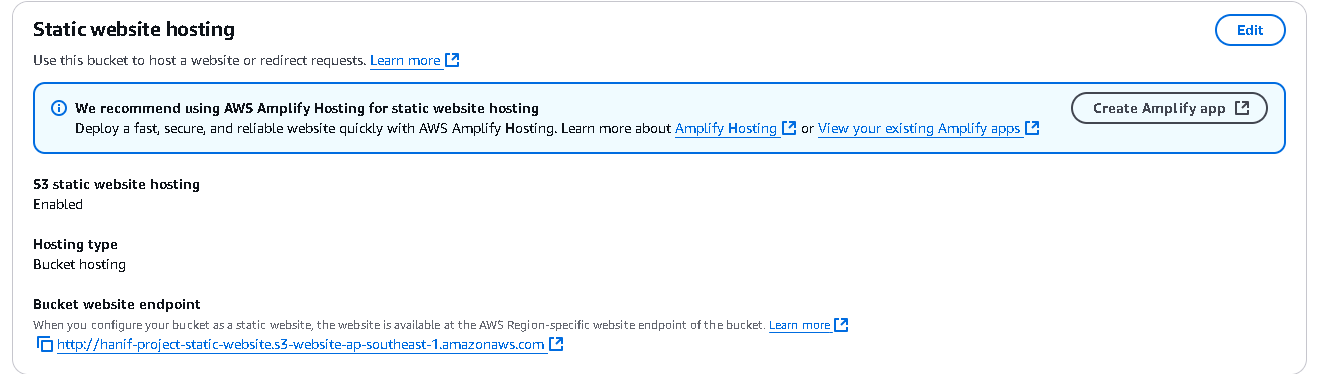 Static website hosting
Edit
Use this bucket to host a website or redirect requests. Learn more
We recommend using AWS Amplify Hosting for static website hosting
Create Amplify app
Deploy a fast, secure, and reliable website quickly with AWS Amplify Hosting. Learn more about Amplify Hosting or View your existing Amplify apps
S3 static website hosting
Enabled
Hosting type
Bucket hosting
Bucket website endpoint
When you configure your bucket as a static website, the website is available at the AWS Region-specific website endpoint of the bucket. Learn more
http://hanif-project-static-website.s3-website-ap-southeast-1.amazonaws.com